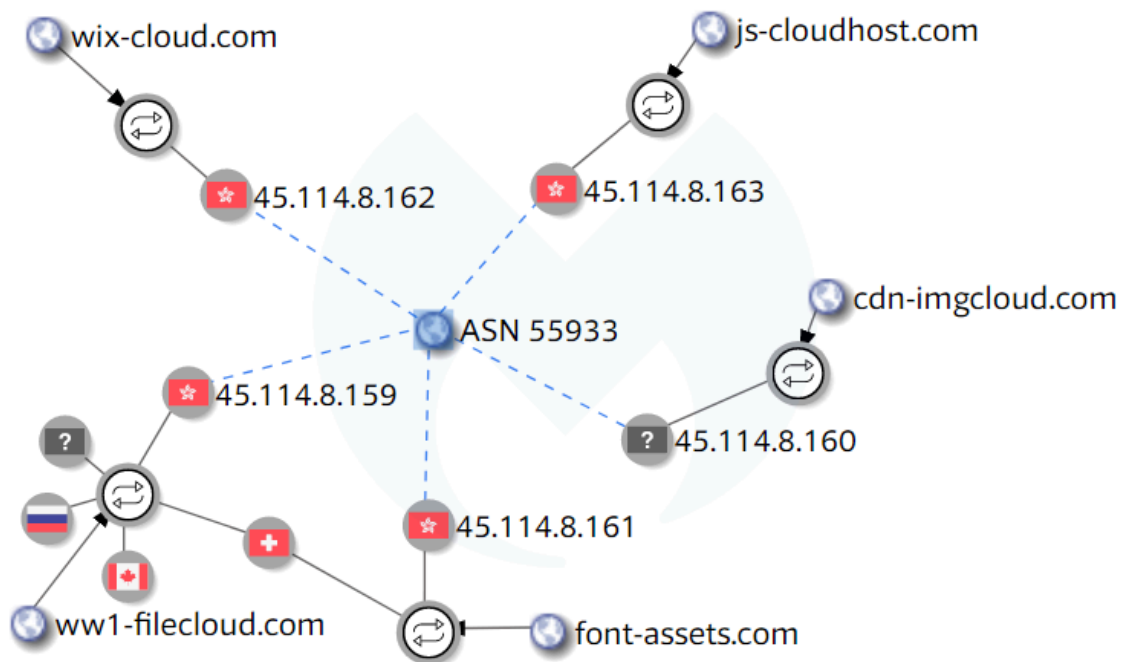 wix-cloud.com
js-cloudhost.com
45.114.8.162
45.114.8.163
cdn-imgcloud.com
ASN 55933
45.114.8.159
?
?
45.114.8.160
45.114.8.161
ww1-filecloud.com
font-assets.com